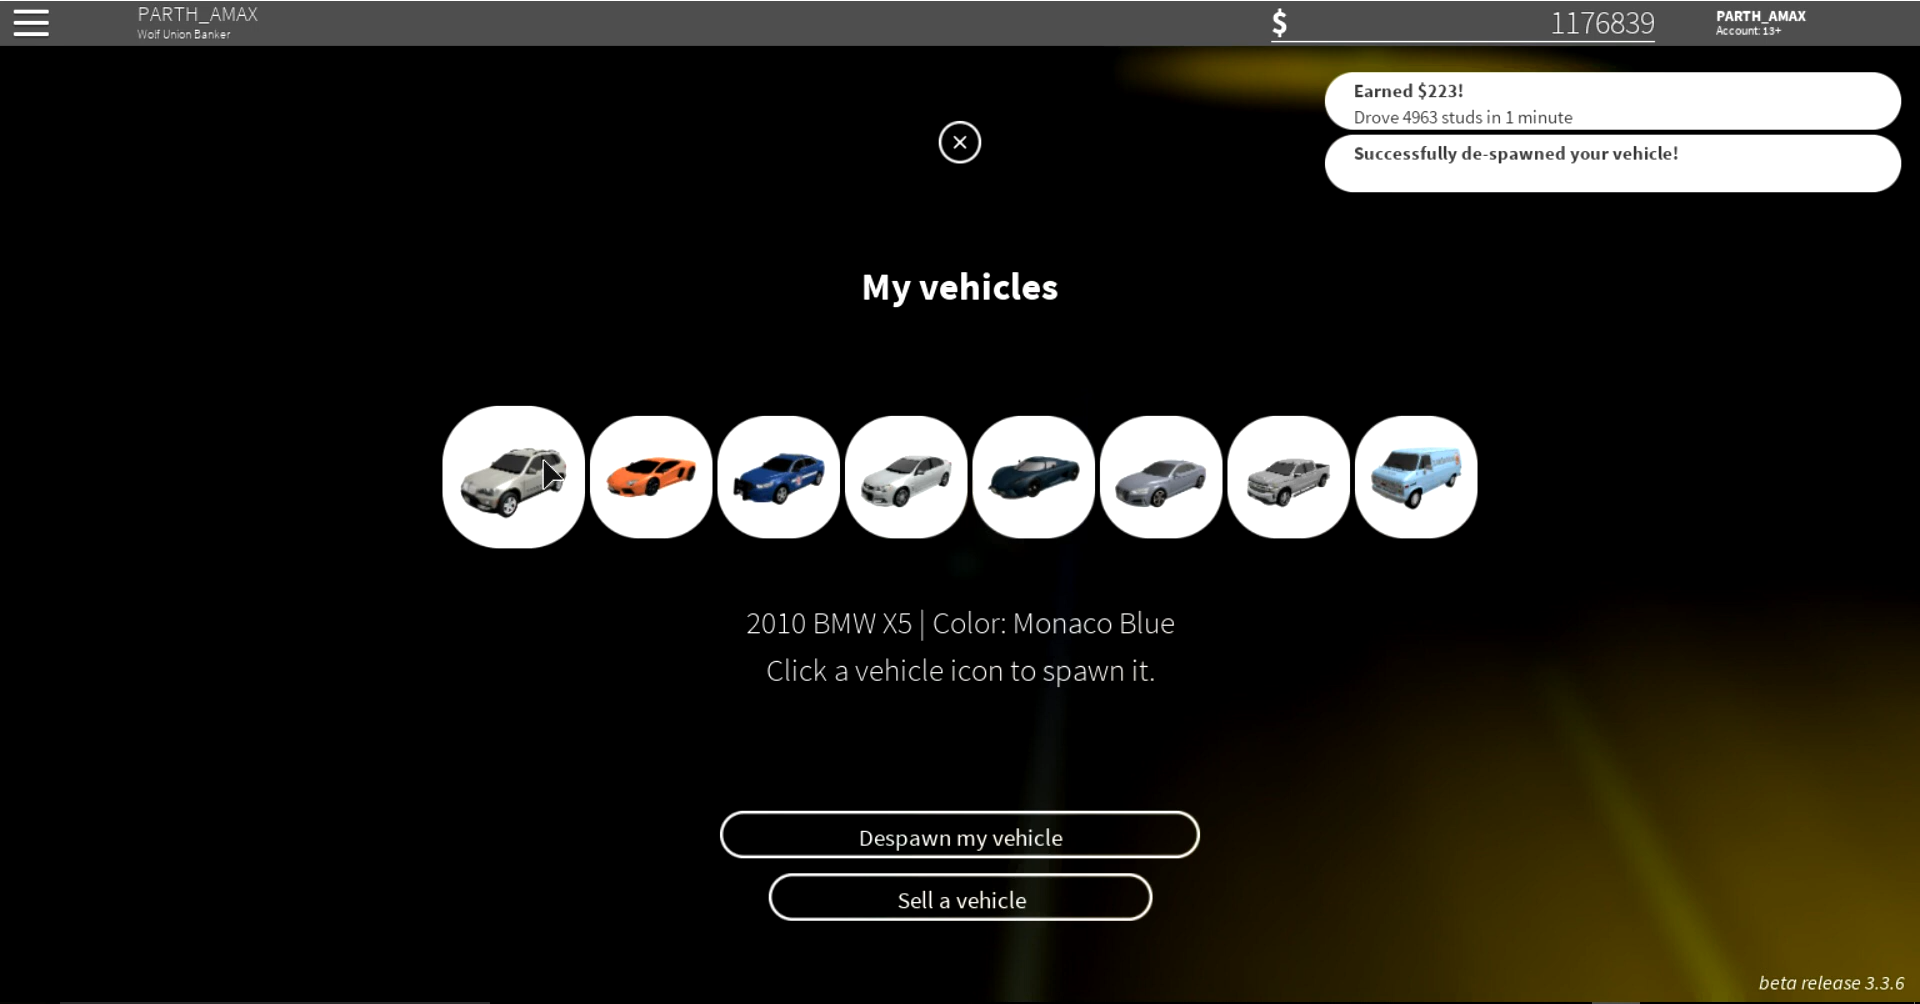 PARTH_AMAX
Wolf Union Banker
$ 1176839
PARTH_AMAX
Account: 13+
Earned $223!
Drove 4963 studs in 1 minute
Successfully de-spawned your vehicle!
My vehicles
2010 BMW X5 | Color: Monaco Blue
Click a vehicle icon to spawn it.
Despawn my vehicle
Sell a vehicle
beta release 3.3.6